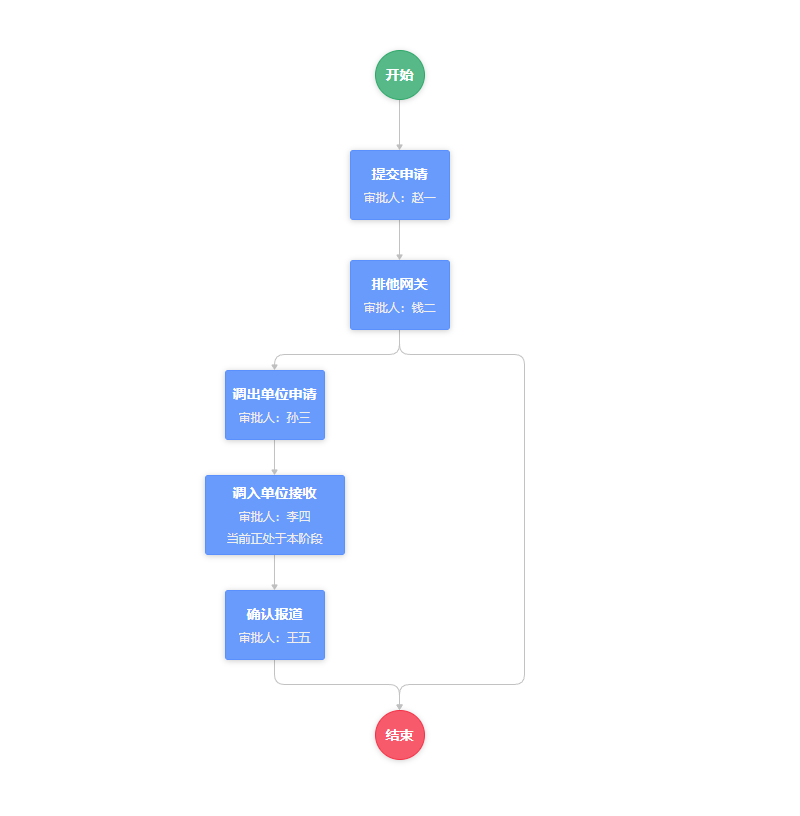 开始
提交申请
审批人：赵一
排他网关
审批人：钱二
调出单位申请
审批人：孙三
调入单位接收
审批人：李四
当前正处于本阶段
确认报道
审批人：王五
结束